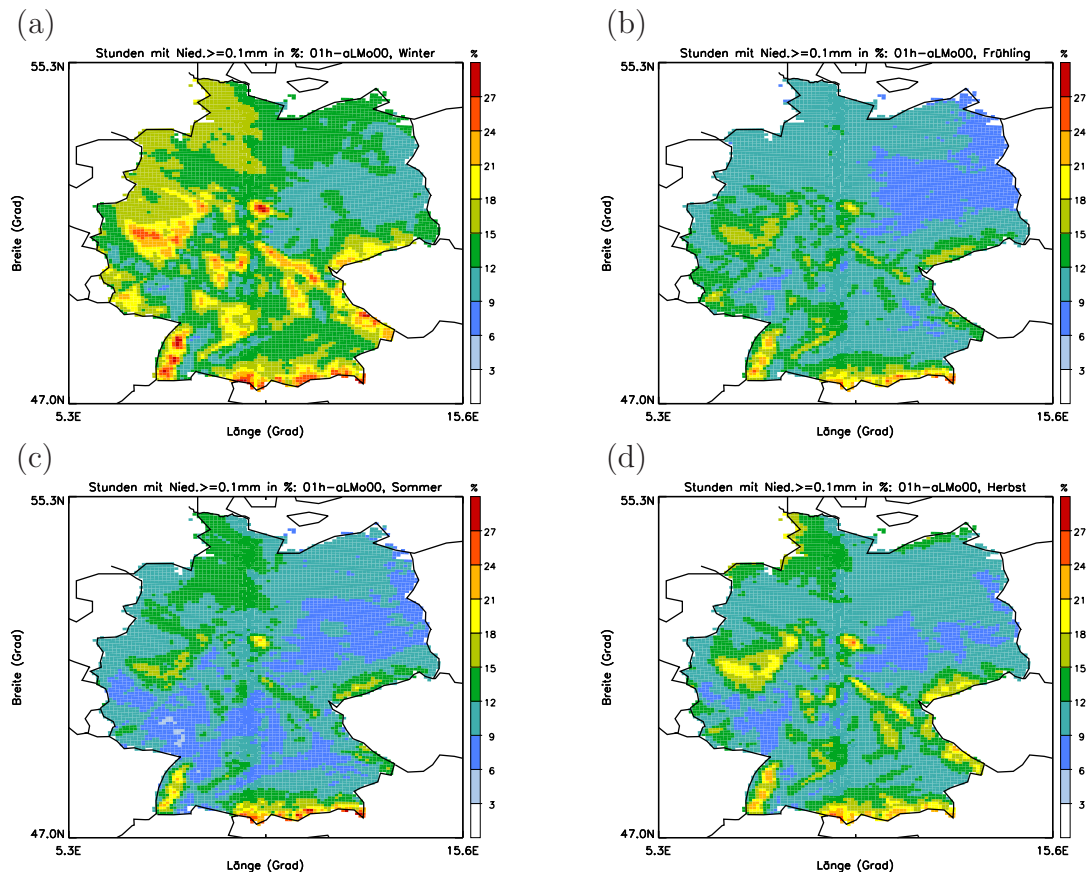 (a)
Stunden mit Nied.>=0.1mm in %: 01h-aLMo00, Winter
%
55.3N
27
24
21
18
15
12
9
6
3
Breite (Grad)
47.0N
5.3E
15.6E
Länge (Grad)
(b)
Stunden mit Nied.>=0.1mm in %: 01h-aLMo00, Frühling
%
55.3N
27
24
21
18
15
12
9
6
3
Breite (Grad)
47.0N
5.3E
15.6E
Länge (Grad)
(c)
Stunden mit Nied.>=0.1mm in %: 01h-aLMo00, Sommer
%
55.3N
27
24
21
18
15
12
9
6
3
Breite (Grad)
47.0N
5.3E
15.6E
Länge (Grad)
(d)
Stunden mit Nied.>=0.1mm in %: 01h-aLMo00, Herbst
%
55.3N
27
24
21
18
15
12
9
6
3
Breite (Grad)
47.0N
5.3E
15.6E
Länge (Grad)